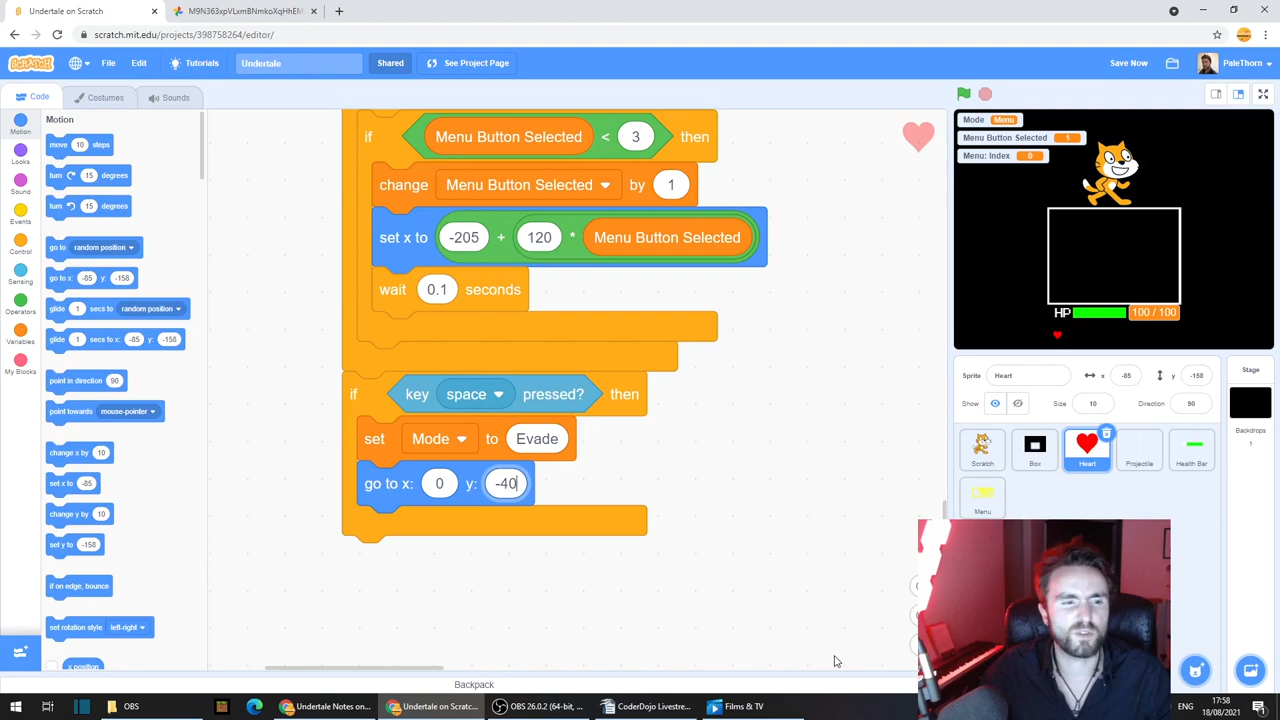 Undertale on Scratch
M9N363xpVLxmBNmkoXqHhEM
scratch.mit.edu/projects/398758264/editor/
SCRATCH
File
Edit
Tutorials
Undertale
Shared
See Project Page
Save Now
PaleThorn
Code
Costumes
Sounds
Motion
Looks
Sound
Events
Control
Sensing
Operators
Variables
My Blocks
Motion
move 10 steps
turn 15 degrees
turn 15 degrees
go to random position
go to x: -85 y: -158
glide 1 secs to random position
glide 1 secs to x: -85 y: -158
point in direction 90
point towards mouse-pointer
change x by 10
set x to -85
change y by 10
set y to -158
if on edge, bounce
set rotation style left-right
x position
if Menu Button Selected < 3 then
change Menu Button Selected by 1
set x to -205 + 120 * Menu Button Selected
wait 0.1 seconds
if key space pressed? then
set Mode to Evade
go to x: 0 y: -40
Mode Menu
Menu Button Selected 1
Menu: Index 0
HP 100 / 100
Sprite Heart x -85 y -158
Show Size 10 Direction 90
Stage
Backdrops
1
Scratch
Box
Heart
Projectile
Health Bar
Menu
Backpack
OBS
Undertale Notes on...
Undertale on Scratc...
OBS 26.0.2 (64-bit, ...
CoderDojo Livestre...
Films & TV
ENG
17:58
18/08/2021